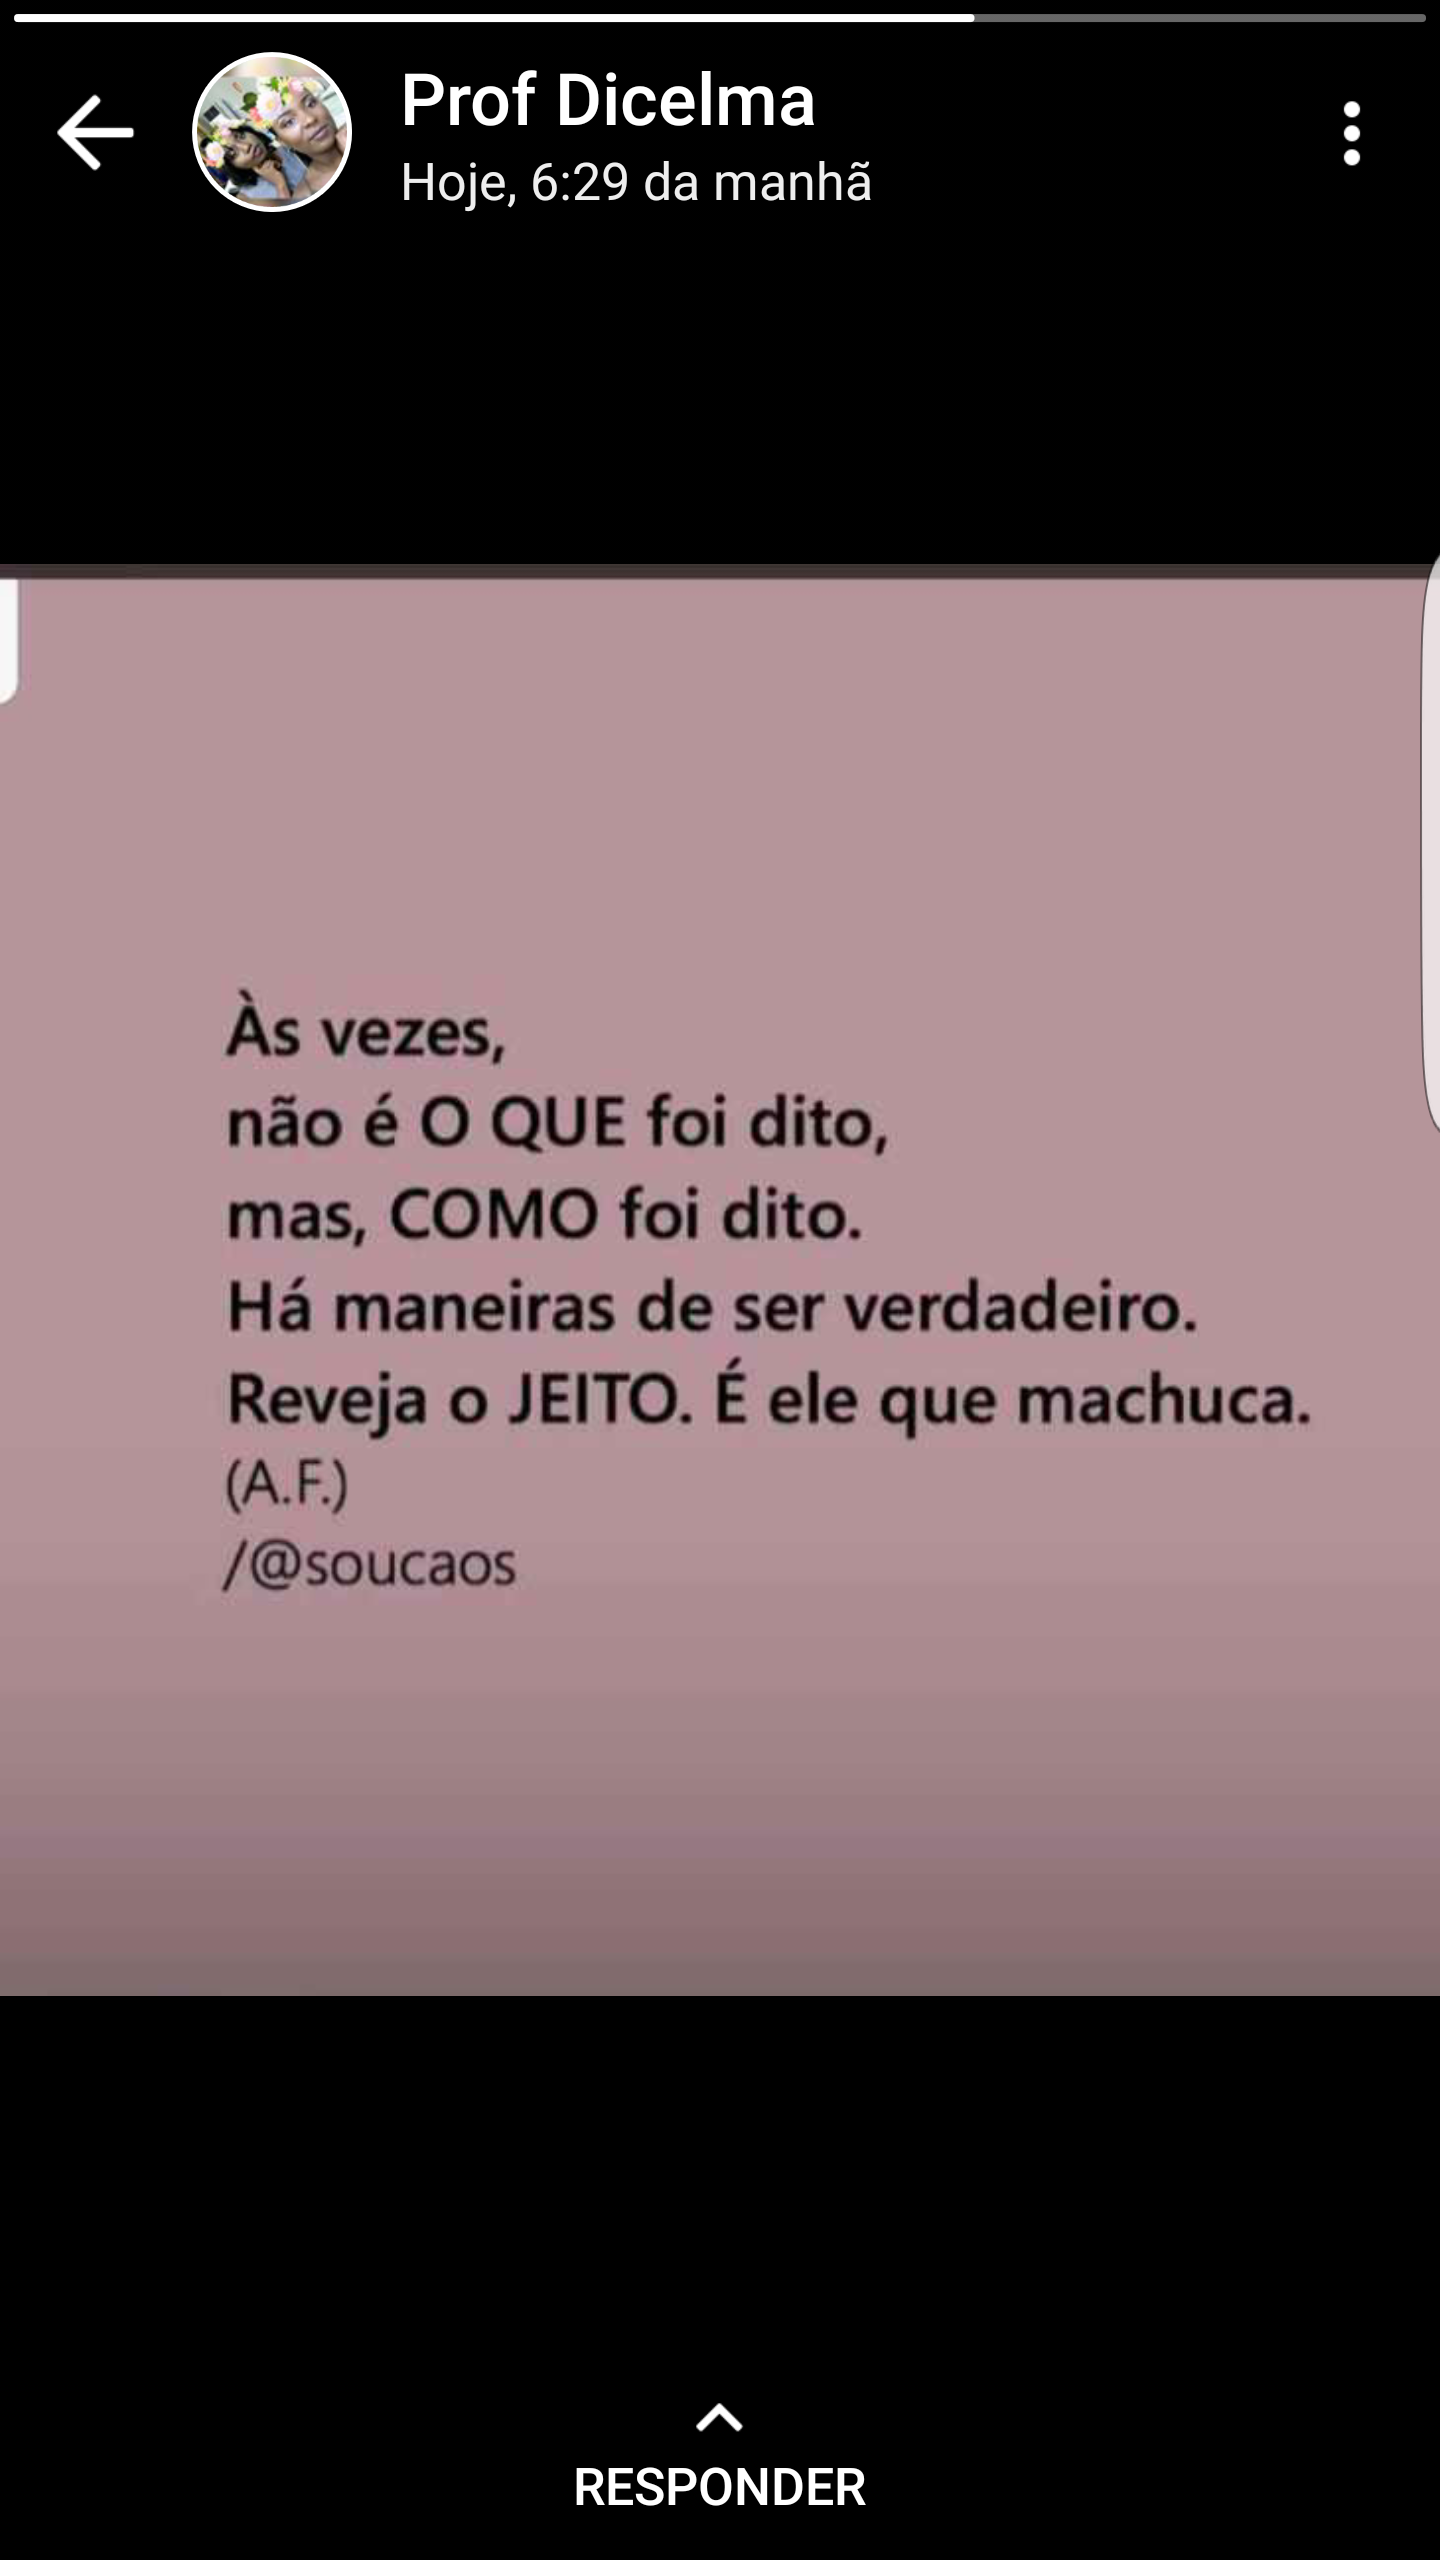 Prof Dicelma
Hoje, 6:29 da manhã
Às vezes,
não é O QUE foi dito,
mas, COMO foi dito.
Há maneiras de ser verdadeiro.
Reveja o JEITO. É ele que machuca.
(A.F.)
/@soucaos
RESPONDER